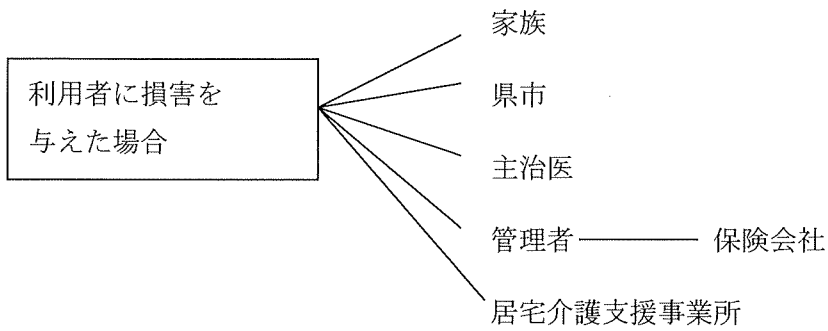 利用者に損害を
与えた場合
家族
県市
主治医
管理者 保険会社
居宅介護支援事業所